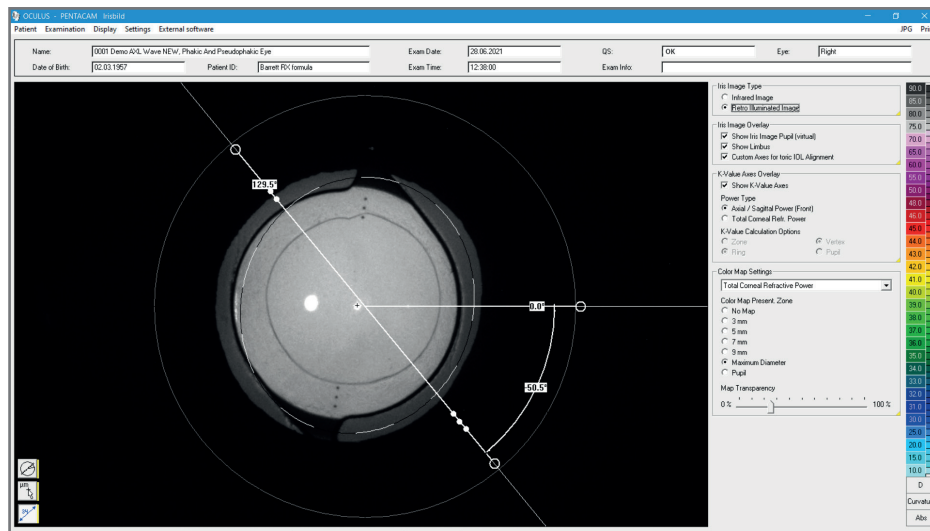 OCULUS - PENTACAM Irisbild
Patient Examination Display Settings External software JPG
Name: 0001 Demo AXL Wave NEW, Phakic And Pseudophakic Eye Exam Date: 28.06.2021 QS: OK Eye: Right
Date of Birth: 02.03.1957 Patient ID: Barrett RX formula Exam Time: 12:38:00 Exam Info:
Iris Image Type
Infrared Image
Retro Illuminated Image
Iris Image Overlay
Show Iris Image Pupil (virtual)
Show Limbus
Custom Axes for toric IOL Alignment
K-Value Axes Overlay
Show K-Value Axes
Power Type
Axial / Sagittal Power (Front)
Total Corneal Refr. Power
K-Value Calculation Options
Zone Vertex
Ring Pupil
Color Map Settings
Total Corneal Refractive Power
Color Map Present. Zone
No Map
3 mm
5 mm
7 mm
9 mm
Maximum Diameter
Pupil
Map Transparency
0 % 100 %
129.5°
0.0°
-50.5°
µm
90.0
85.0
80.0
75.0
70.0
65.0
60.0
55.0
50.0
48.0
46.0
45.0
44.0
43.0
42.0
41.0
40.0
39.0
38.0
37.0
36.0
35.0
34.0
33.0
32.0
31.0
30.0
25.0
20.0
15.0
10.0
D
Curvatu
Abs